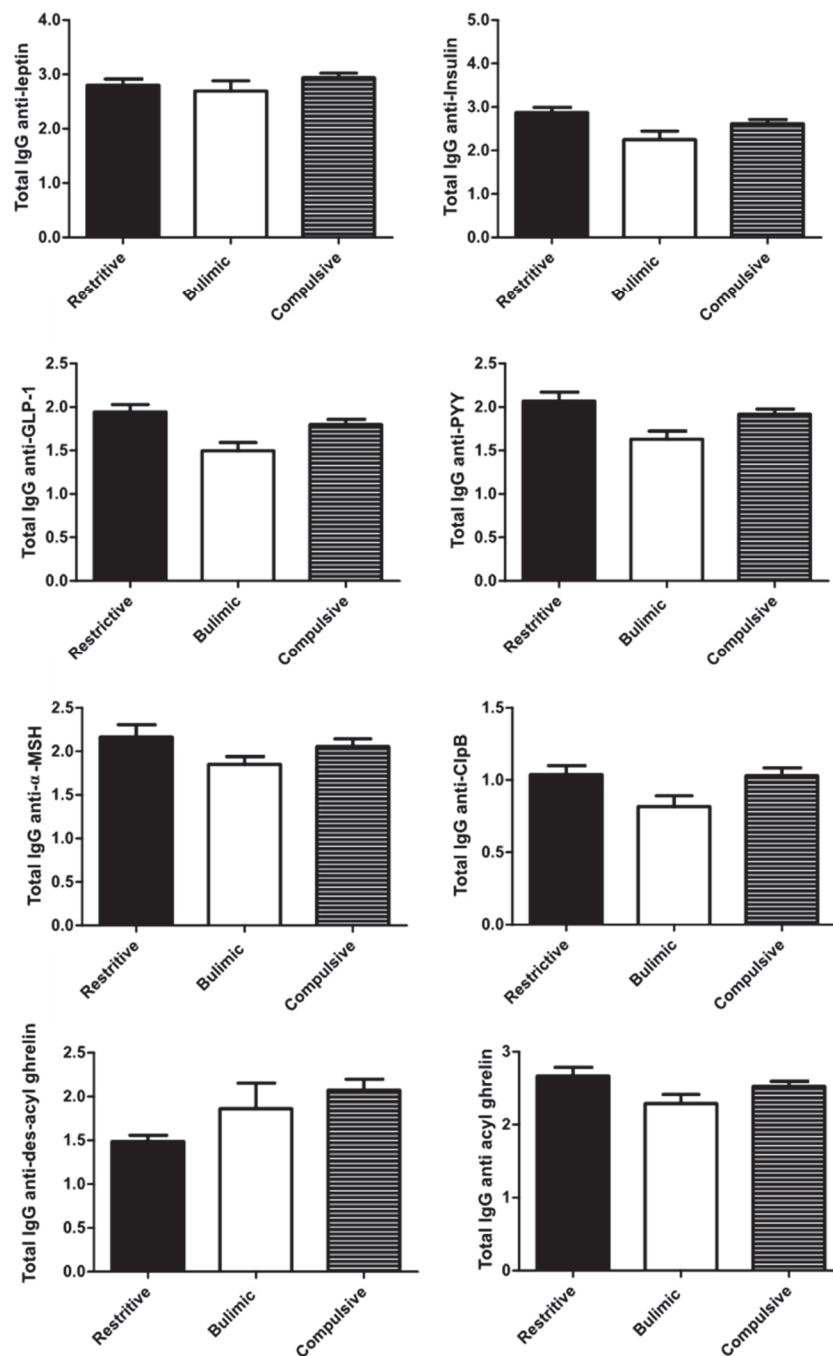 Total IgG anti-leptin
4.0
3.0
2.0
1.0
0.0
Restritive
Bulimic
Compulsive
Total IgG anti-Insulin
5.0
4.0
3.0
2.0
1.0
0.0
Restritive
Bulimic
Compulsive
Total IgG anti-GLP-1
2.5
2.0
1.5
1.0
0.5
0.0
Restrictive
Bulimic
Compulsive
Total IgG anti-PYY
2.5
2.0
1.5
1.0
0.5
0.0
Restritive
Bulimic
Compulsive
Total IgG anti-α-MSH
2.5
2.0
1.5
1.0
0.5
0.0
Restritive
Bulimic
Compulsive
Total IgG anti-ClpB
1.5
1.0
0.5
0.0
Restrictive
Bulimic
Compulsive
Total IgG anti-des-acyl ghrelin
2.5
2.0
1.5
1.0
0.5
0.0
Restritive
Bulimic
Compulsive
Total IgG anti acyl ghrelin
3
2
1
0
Restritive
Bulimic
Compulsive